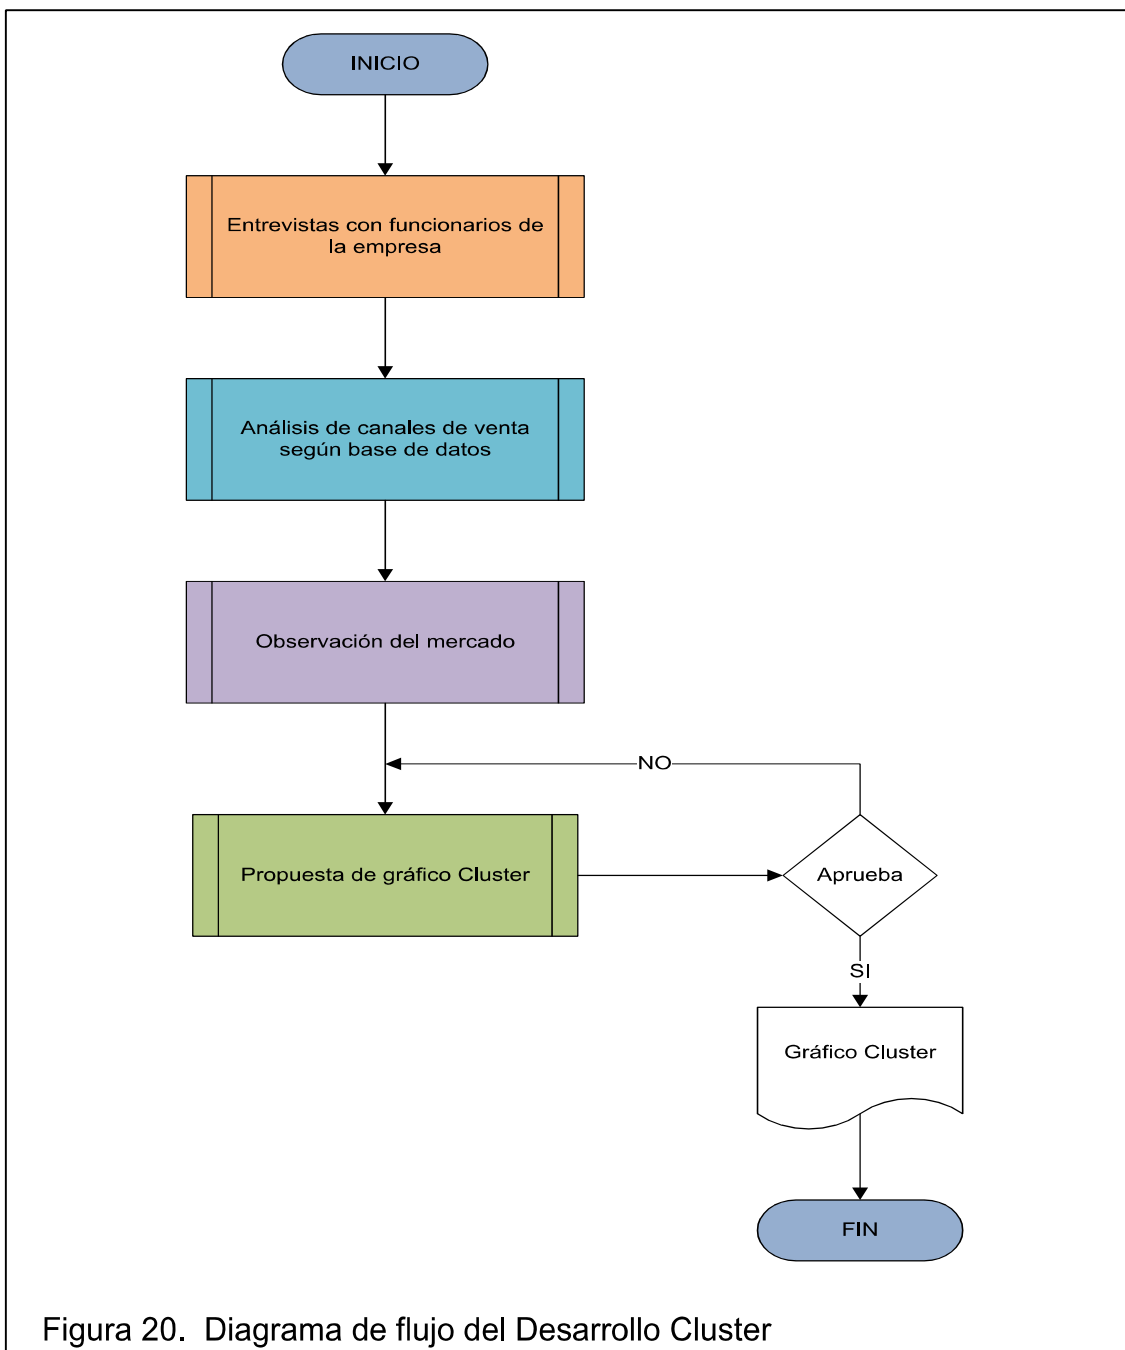 INICIO
Entrevistas con funcionarios de
la empresa
Análisis de canales de venta
según base de datos
Observación del mercado
NO
Propuesta de gráfico Cluster
Aprueba
SI
Gráfico Cluster
FIN
Figura 20. Diagrama de flujo del Desarrollo Cluster